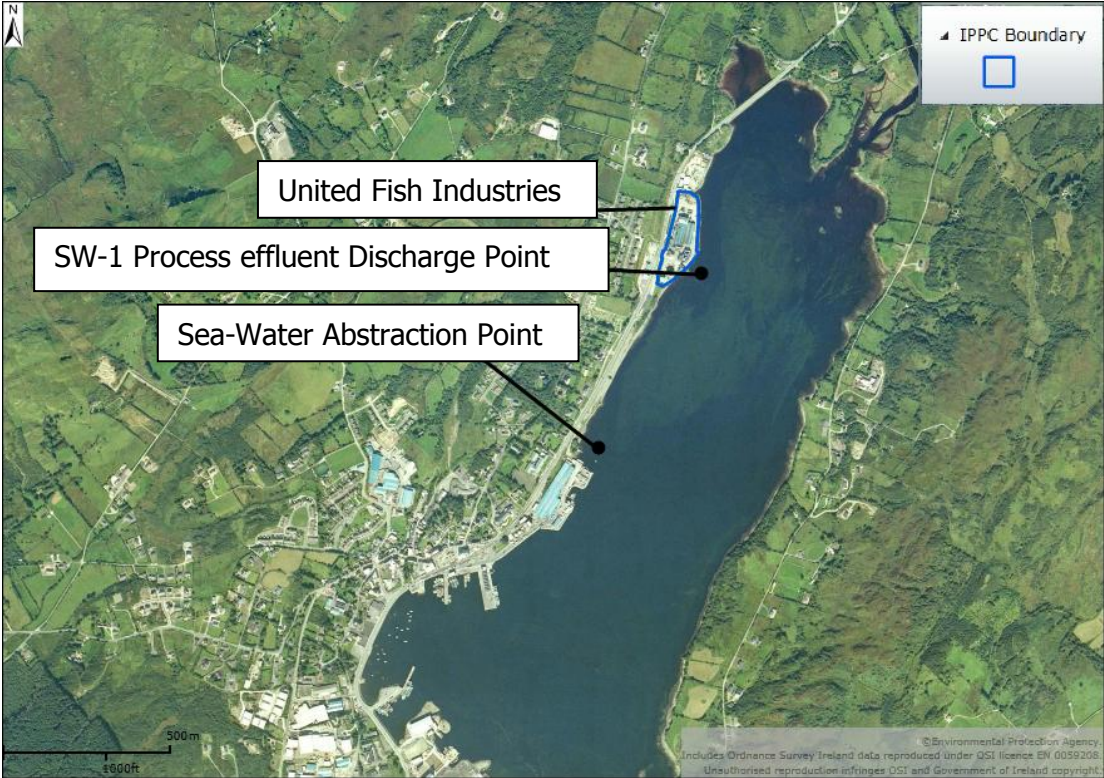 N
IPPC Boundary
United Fish Industries
SW-1 Process effluent Discharge Point
Sea-Water Abstraction Point
500m
1000ft
©Environmental Protection Agency.
Includes Ordnance Survey Ireland data reproduced under OSI licence EN 0059208.
Unauthorised reproduction infringes OSI and Government of Ireland copyright